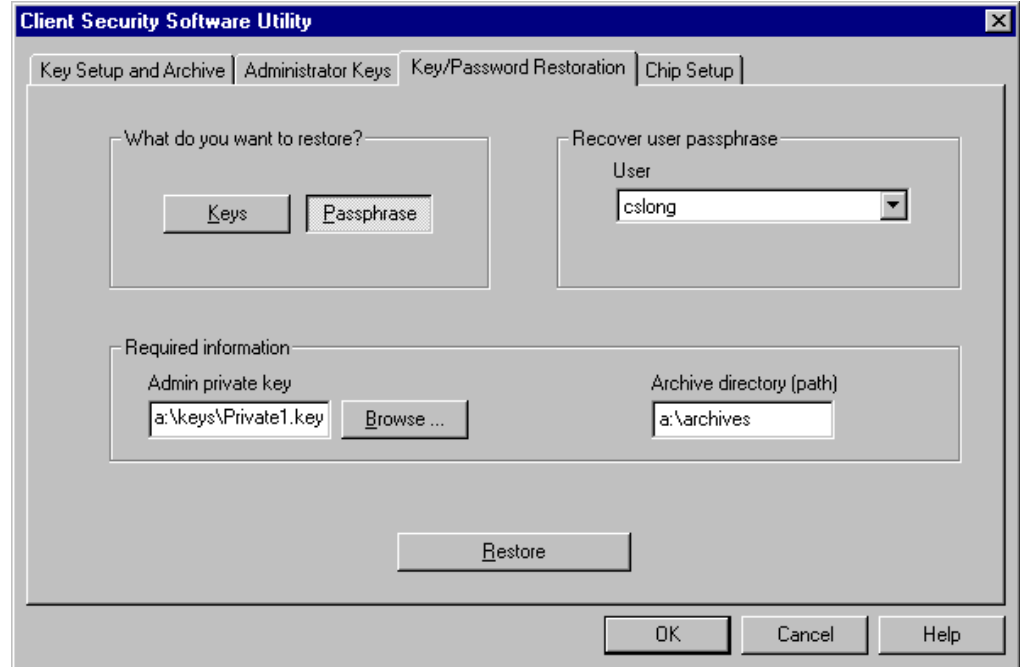 Client Security Software Utility
Key Setup and Archive Administrator Keys Key/Password Restoration Chip Setup
What do you want to restore?
Keys Passphrase
Recover user passphrase
User
cslong
Required information
Admin private key
a:\keys\Private1.key Browse ...
Archive directory (path)
a:\archives
Restore
OK Cancel Help